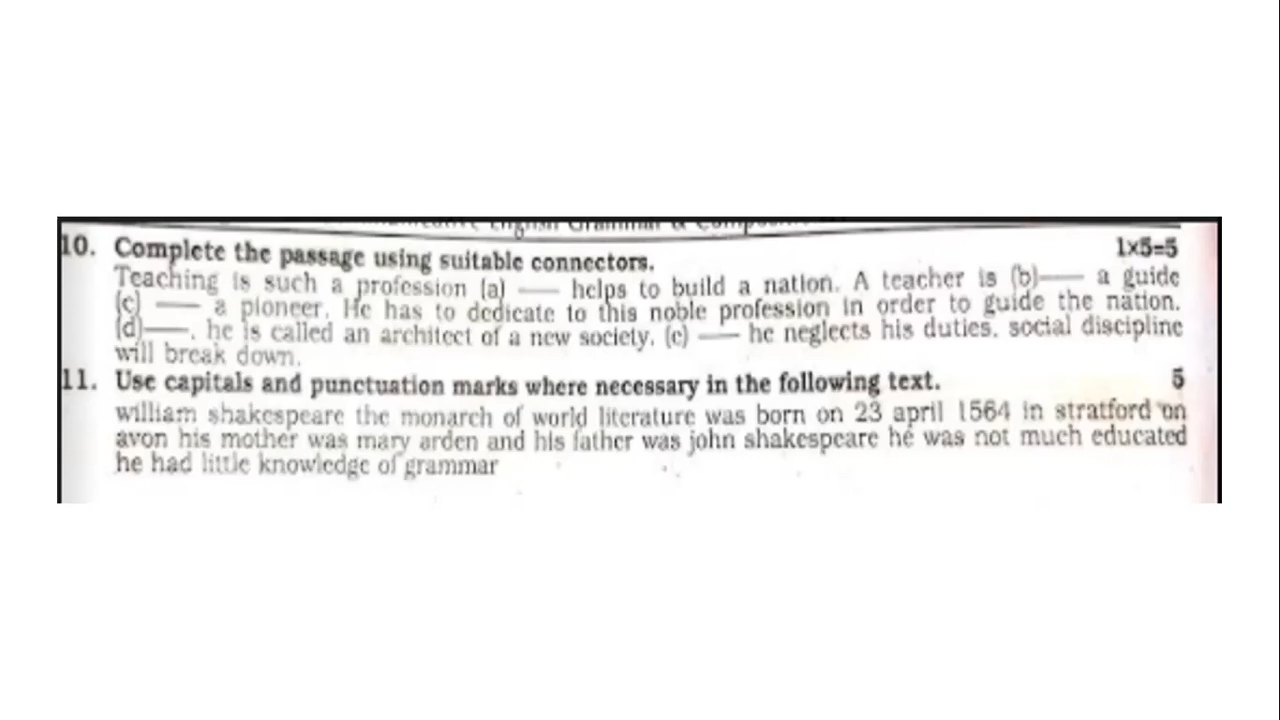 English Grammar &
10. Complete the passage using suitable connectors. 1×5=5
Teaching is such a profession (a) — helps to build a nation. A teacher is (b)— a guide
(c) — a pioneer. He has to dedicate to this noble profession in order to guide the nation.
(d)—, he is called an architect of a new society. (e) — he neglects his duties, social discipline
will break down.
11. Use capitals and punctuation marks where necessary in the following text. 5
william shakespeare the monarch of world literature was born on 23 april 1564 in stratford on
avon his mother was mary arden and his father was john shakespeare he was not much educated
he had little knowledge of grammar